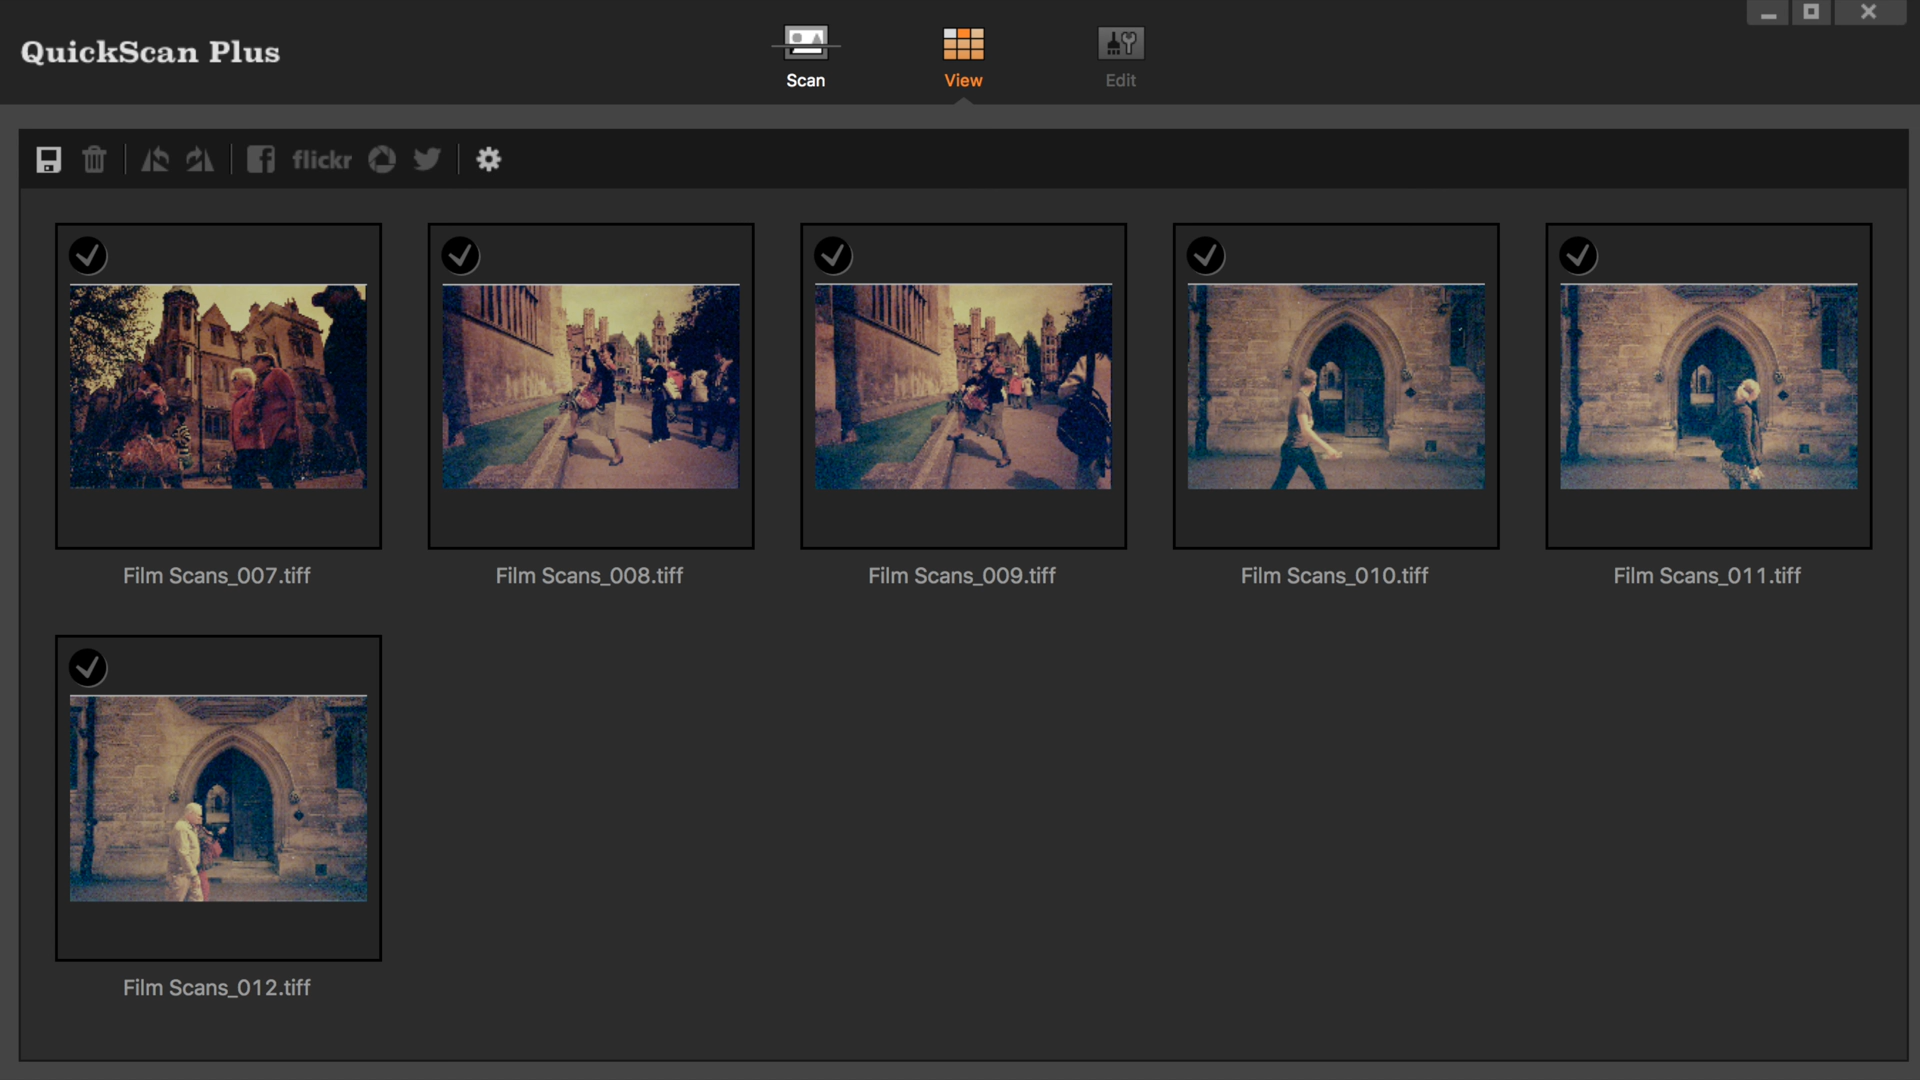 QuickScan Plus
Scan
View
Edit
flickr
Film Scans_007.tiff
Film Scans_008.tiff
Film Scans_009.tiff
Film Scans_010.tiff
Film Scans_011.tiff
Film Scans_012.tiff